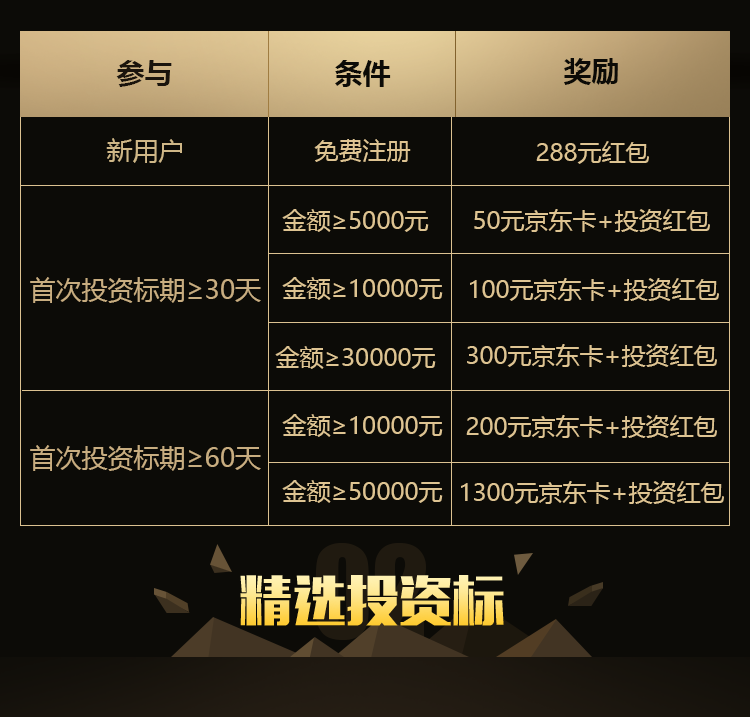 参与 条件 奖励
新用户 免费注册 288元红包
首次投资标期≥30天 金额≥5000元 50元京东卡+投资红包
金额≥10000元 100元京东卡+投资红包
金额≥30000元 300元京东卡+投资红包
首次投资标期≥60天 金额≥10000元 200元京东卡+投资红包
金额≥50000元 1300元京东卡+投资红包
精选投资标